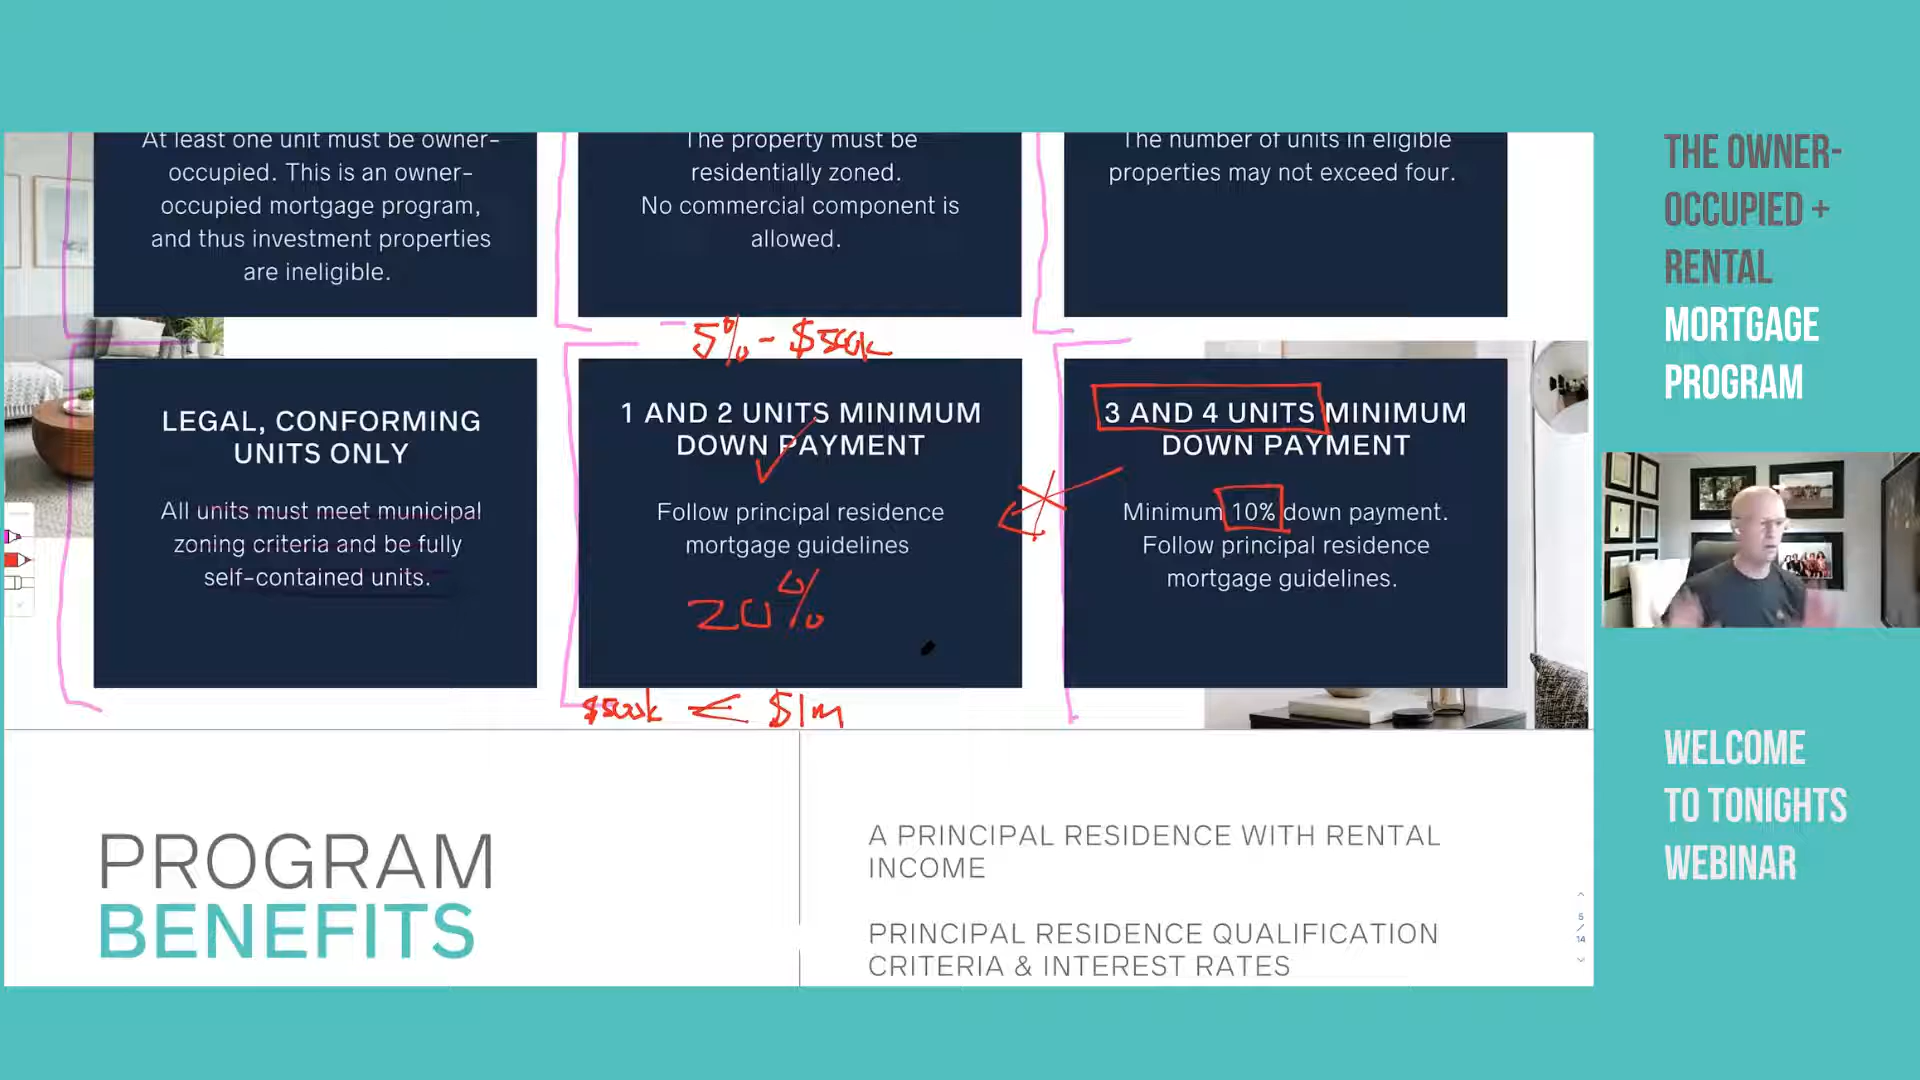 At least one unit must be owner-
occupied. This is an owner-
occupied mortgage program,
and thus investment properties
are ineligible.
The property must be
residentially zoned.
No commercial component is
allowed.
The number of units in eligible
properties may not exceed four.
5% - $500k
LEGAL, CONFORMING
UNITS ONLY
All units must meet municipal
zoning criteria and be fully
self-contained units.
1 AND 2 UNITS MINIMUM
DOWN PAYMENT
Follow principal residence
mortgage guidelines
20%
$500k < $1m
3 AND 4 UNITS MINIMUM
DOWN PAYMENT
Minimum 10% down payment.
Follow principal residence
mortgage guidelines.
PROGRAM
BENEFITS
A PRINCIPAL RESIDENCE WITH RENTAL
INCOME
PRINCIPAL RESIDENCE QUALIFICATION
CRITERIA & INTEREST RATES
5
/
14
THE OWNER-
OCCUPIED +
RENTAL
MORTGAGE
PROGRAM
WELCOME
TO TONIGHTS
WEBINAR